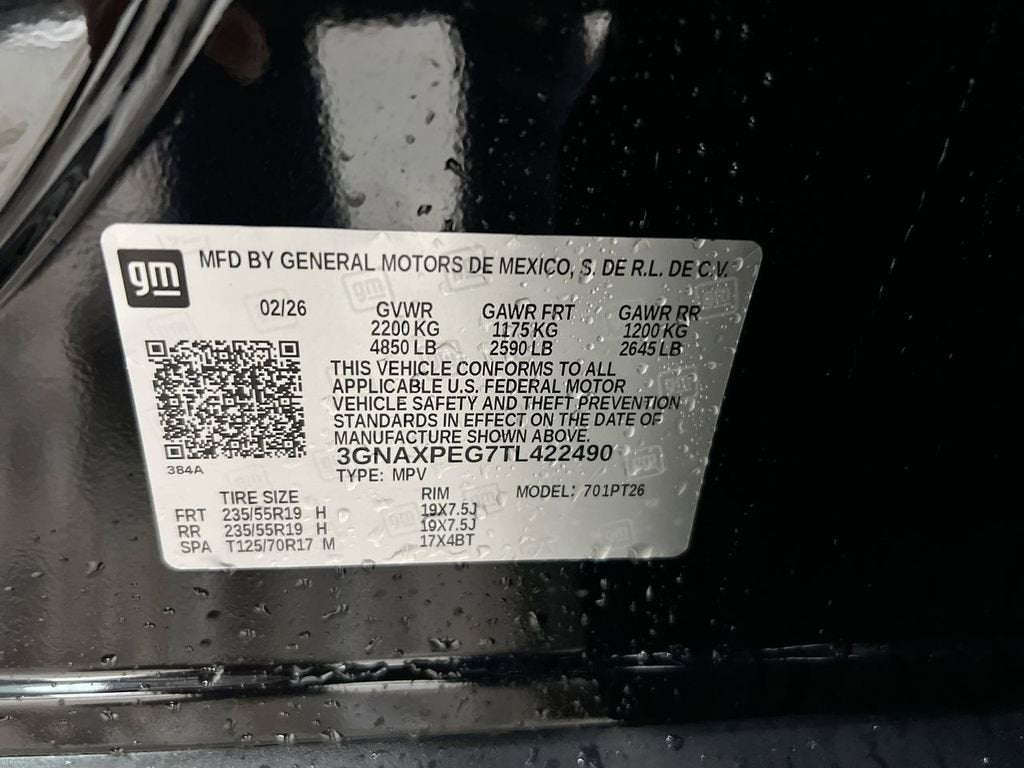 gm
MFD BY GENERAL MOTORS DE MEXICO, S. DE R.L. DE C.V.
02/26 GVWR GAWR FRT GAWR RR
2200 KG 1175 KG 1200 KG
4850 LB 2590 LB 2645 LB
THIS VEHICLE CONFORMS TO ALL
APPLICABLE U.S. FEDERAL MOTOR
VEHICLE SAFETY AND THEFT PREVENTION
STANDARDS IN EFFECT ON THE DATE OF
MANUFACTURE SHOWN ABOVE.
3GNAXPEG7TL422490
384A
TYPE: MPV
TIRE SIZE RIM MODEL: 701PT26
FRT 235/55R19 H 19X7.5J
RR 235/55R19 H 19X7.5J
SPA T125/70R17 M 17X4BT